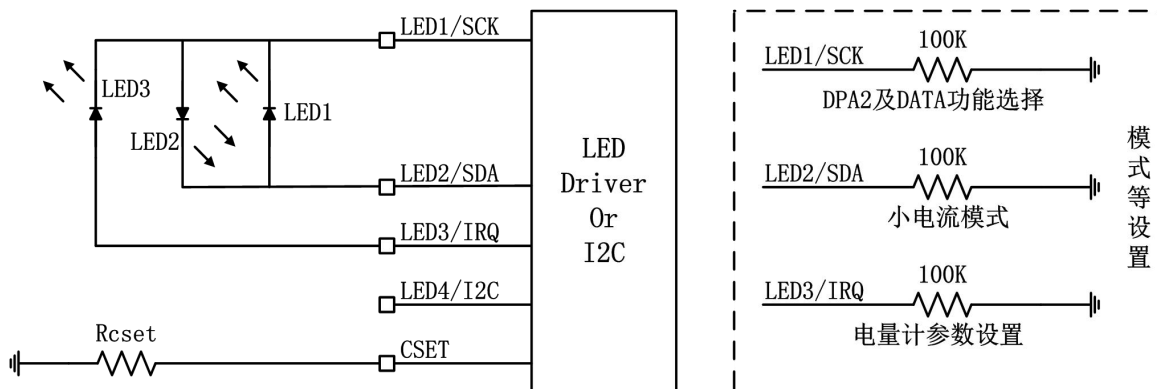 LED1/SCK
LED3
LED2
LED1
LED2/SDA
LED3/IRQ
LED4/I2C
Rcset
CSET
LED
Driver
Or
I2C
LED1/SCK
100K
DPA2及DATA功能选择
LED2/SDA
100K
小电流模式
LED3/IRQ
100K
电量计参数设置
模式等设置